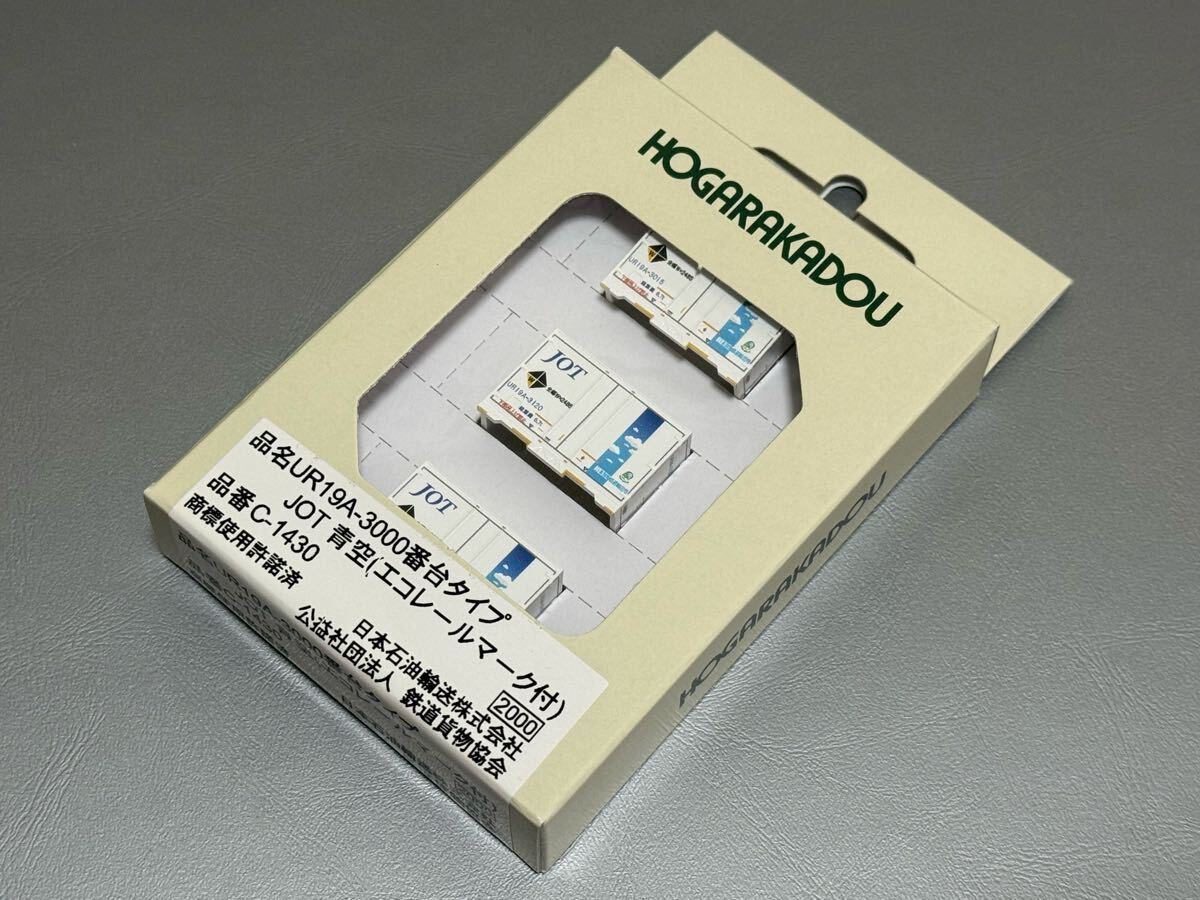 HOGARAKADOU
UR19A-3015
JOT
UR19A-3120
JOT
品名UR19A-3000番台タイプ
JOT 青空(エコレールマーク付)
品番C-1430
2000
商標使用許諾済
日本石油輸送株式会社
公益社団法人 鉄道貨物協会
HOGARAKADOU